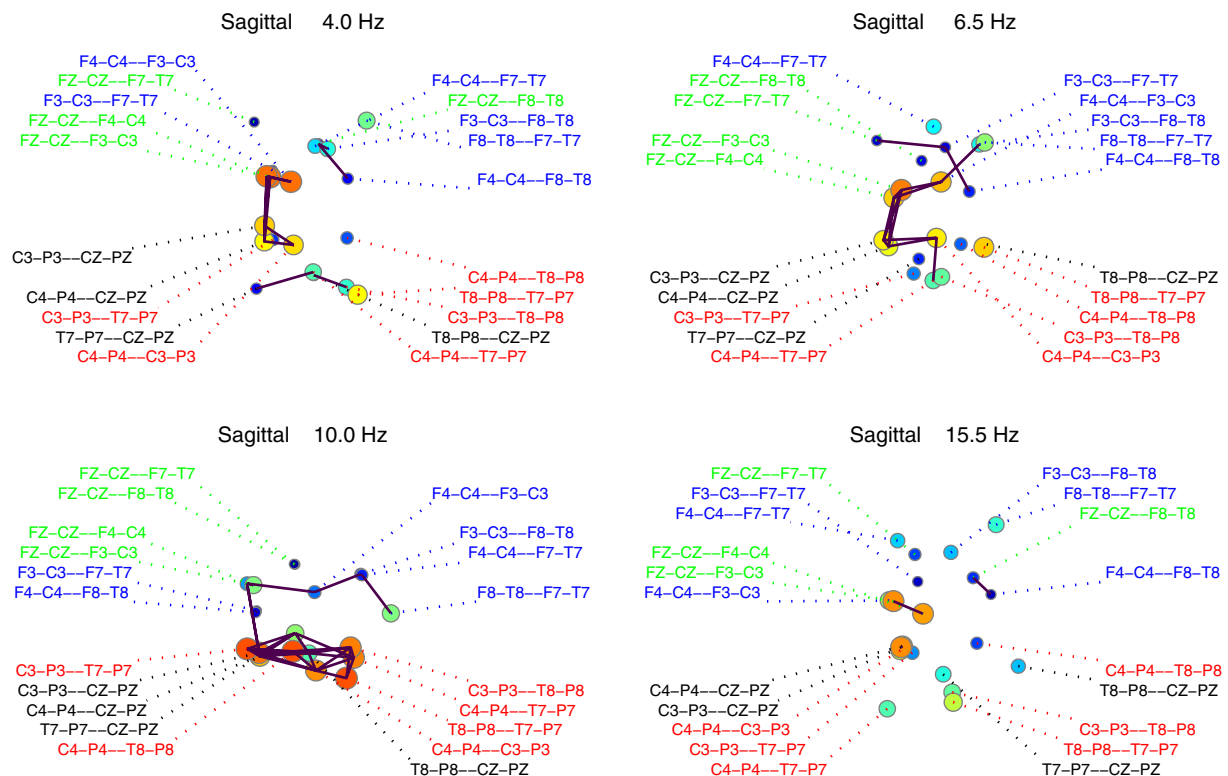 Sagittal 4.0 Hz
F4–C4––F3–C3
FZ–CZ––F7–T7
F3–C3––F7–T7
FZ–CZ––F4–C4
FZ–CZ––F3–C3
F4–C4––F7–T7
FZ–CZ––F8–T8
F3–C3––F8–T8
F8–T8––F7–T7
F4–C4––F8–T8
C3–P3––CZ–PZ
C4–P4––CZ–PZ
C3–P3––T7–P7
T7–P7––CZ–PZ
C4–P4––C3–P3
C4–P4––T8–P8
T8–P8––T7–P7
C3–P3––T8–P8
T8–P8––CZ–PZ
C4–P4––T7–P7
Sagittal 6.5 Hz
F4–C4––F7–T7
FZ–CZ––F8–T8
FZ–CZ––F7–T7
FZ–CZ––F3–C3
FZ–CZ––F4–C4
F3–C3––F7–T7
F4–C4––F3–C3
F3–C3––F8–T8
F8–T8––F7–T7
F4–C4––F8–T8
C3–P3––CZ–PZ
C4–P4––CZ–PZ
C3–P3––T7–P7
T7–P7––CZ–PZ
C4–P4––T7–P7
T8–P8––CZ–PZ
T8–P8––T7–P7
C4–P4––T8–P8
C3–P3––T8–P8
C4–P4––C3–P3
Sagittal 10.0 Hz
FZ–CZ––F7–T7
FZ–CZ––F8–T8
FZ–CZ––F4–C4
FZ–CZ––F3–C3
F3–C3––F7–T7
F4–C4––F8–T8
F4–C4––F3–C3
F3–C3––F8–T8
F4–C4––F7–T7
F8–T8––F7–T7
C3–P3––T7–P7
C3–P3––CZ–PZ
C4–P4––CZ–PZ
T7–P7––CZ–PZ
C4–P4––T8–P8
C3–P3––T8–P8
C4–P4––T7–P7
T8–P8––T7–P7
C4–P4––C3–P3
T8–P8––CZ–PZ
Sagittal 15.5 Hz
FZ–CZ––F7–T7
F3–C3––F7–T7
F4–C4––F7–T7
FZ–CZ––F4–C4
FZ–CZ––F3–C3
F4–C4––F3–C3
F3–C3––F8–T8
F8–T8––F7–T7
FZ–CZ––F8–T8
F4–C4––F8–T8
C4–P4––CZ–PZ
C3–P3––CZ–PZ
C4–P4––C3–P3
C3–P3––T7–P7
C4–P4––T7–P7
C4–P4––T8–P8
T8–P8––CZ–PZ
C3–P3––T8–P8
T8–P8––T7–P7
T7–P7––CZ–PZ